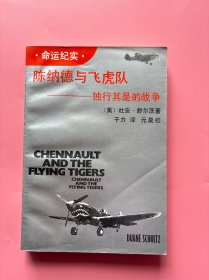 ·命运纪实·
陈纳德与飞虎队
——独行其是的战争
〔美〕杜安·舒尔茨著
于力 译 元泉校
CHENNAULT
AND THE
FLYING TIGERS
CHENNAULT
AND THE
FLYING TIGERS
DUANE SCHULTZ